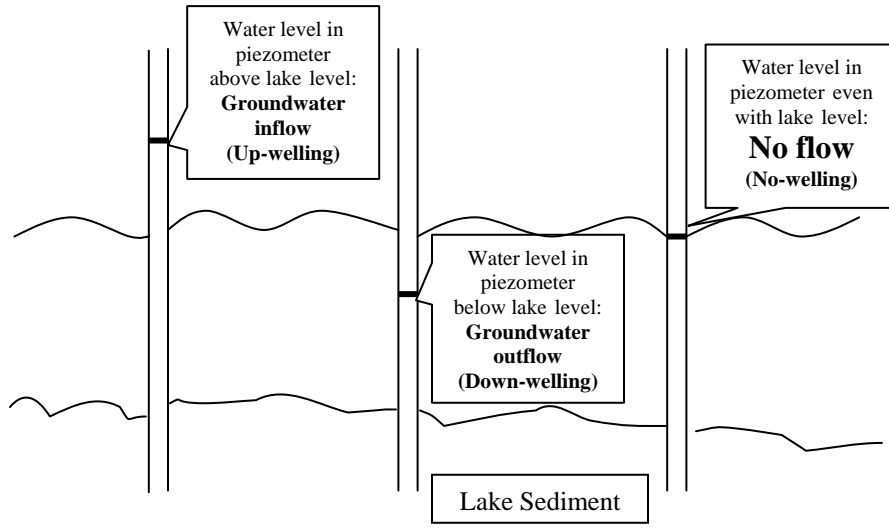 Water level in
piezometer
above lake level:
Groundwater
inflow
(Up-welling)
Water level in
piezometer
below lake level:
Groundwater
outflow
(Down-welling)
Water level in
piezometer even
with lake level:
No flow
(No-welling)
Lake Sediment